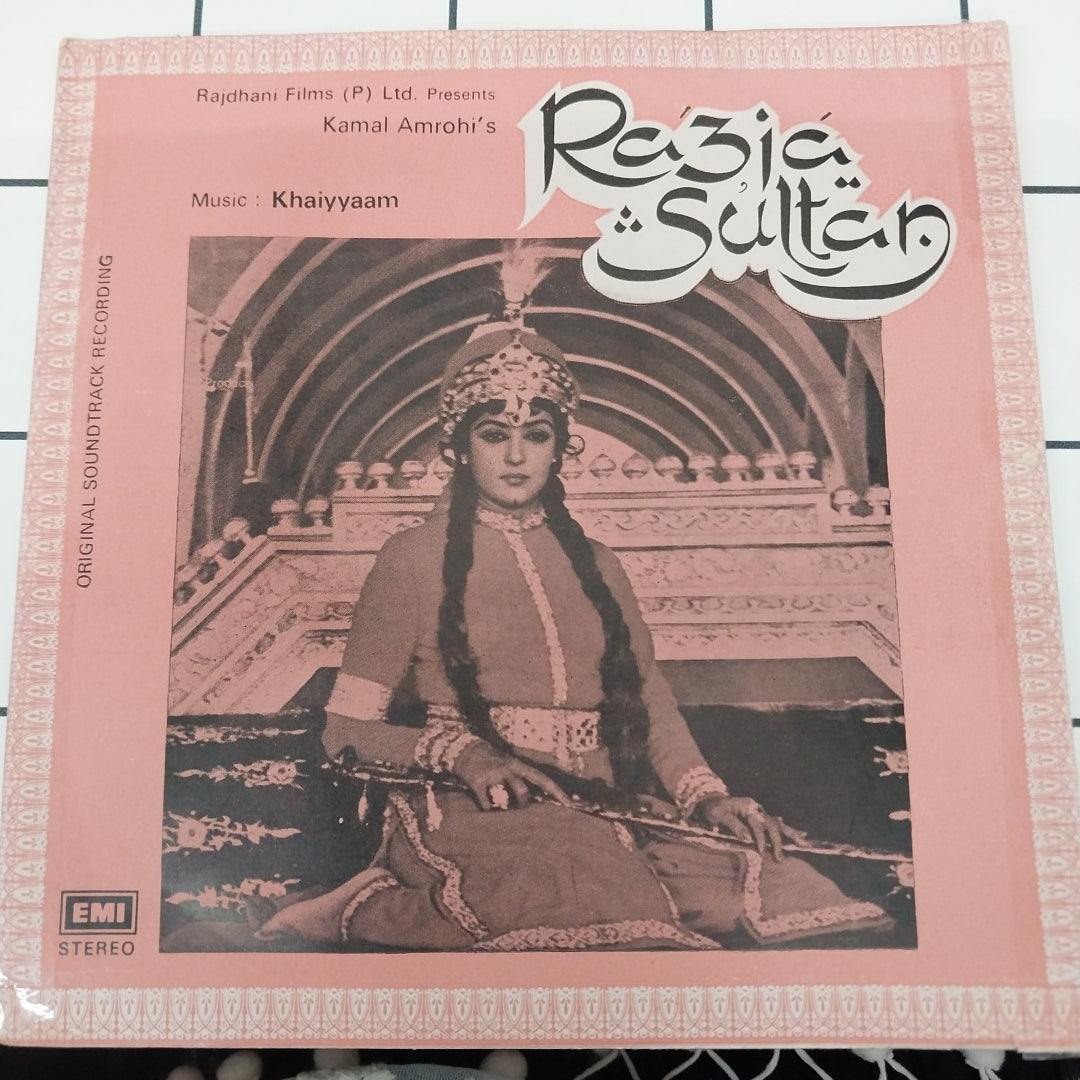 Rajdhani Films (P) Ltd. Presents
Kamal Amrohi's
Razia
Sultan
Music : Khaiyyaam
ORIGINAL SOUNDTRACK RECORDING
EMI
STEREO